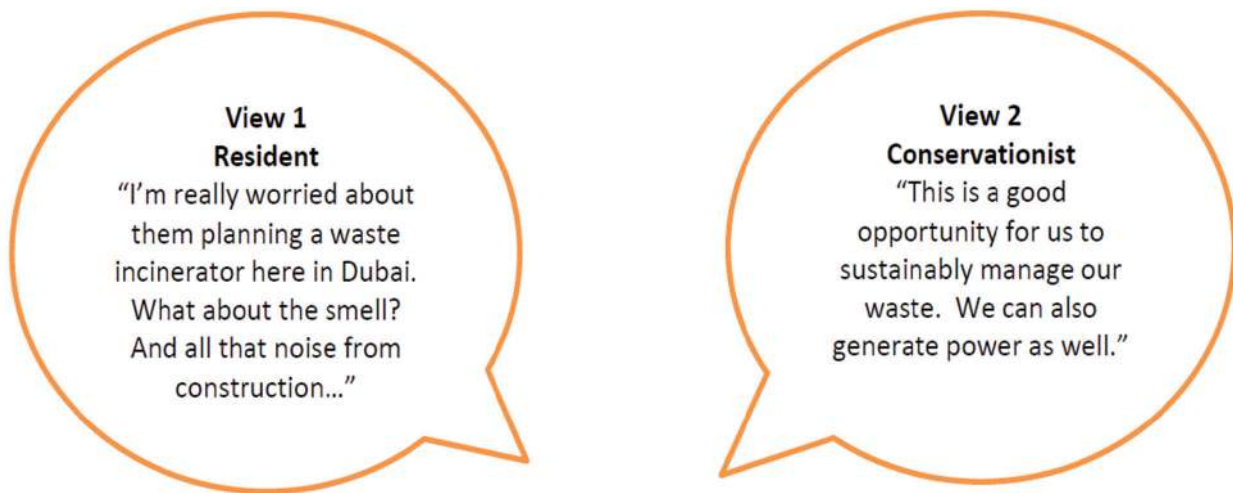 View 1
Resident
“I’m really worried about
them planning a waste
incinerator here in Dubai.
What about the smell?
And all that noise from
construction…”
View 2
Conservationist
“This is a good
opportunity for us to
sustainably manage our
waste.  We can also
generate power as well.”